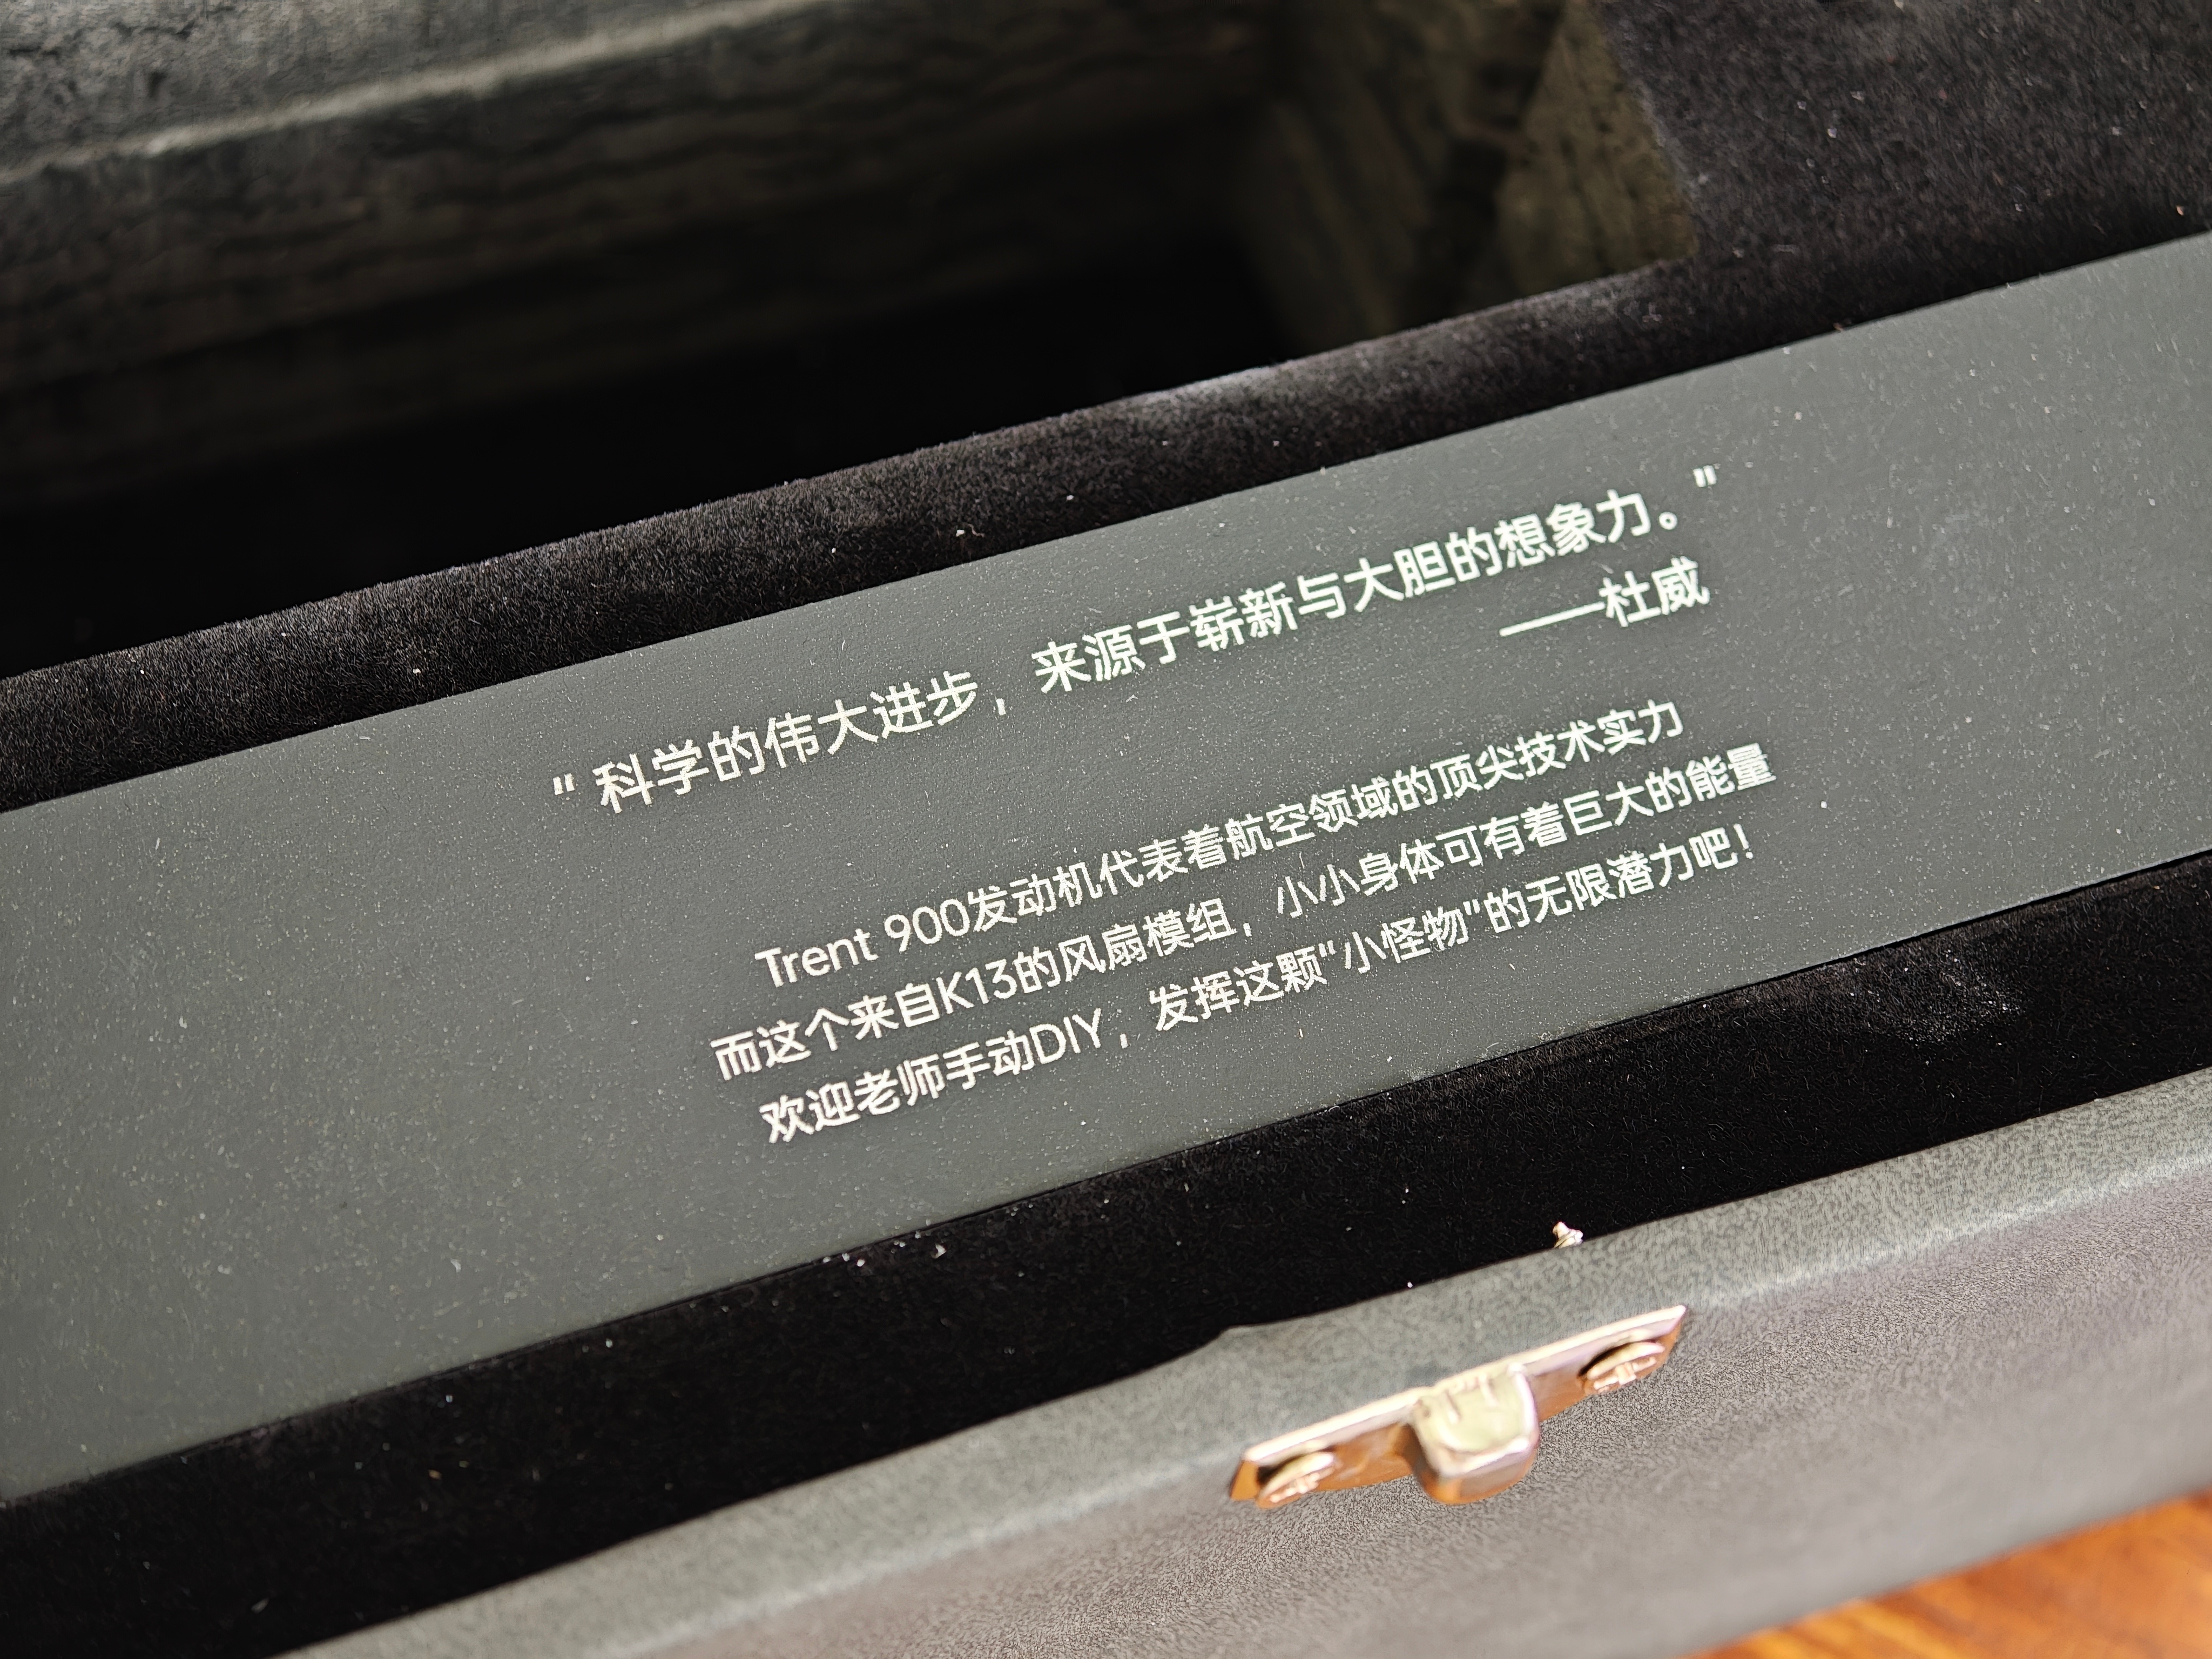 “科学的伟大进步，来源于崭新与大胆的想象力。”
——杜威
Trent 900发动机代表着航空领域的顶尖技术实力
而这个来自K13的风扇模组，小小身体可有着巨大的能量
欢迎老师手动DIY，发挥这颗“小怪物”的无限潜力吧！